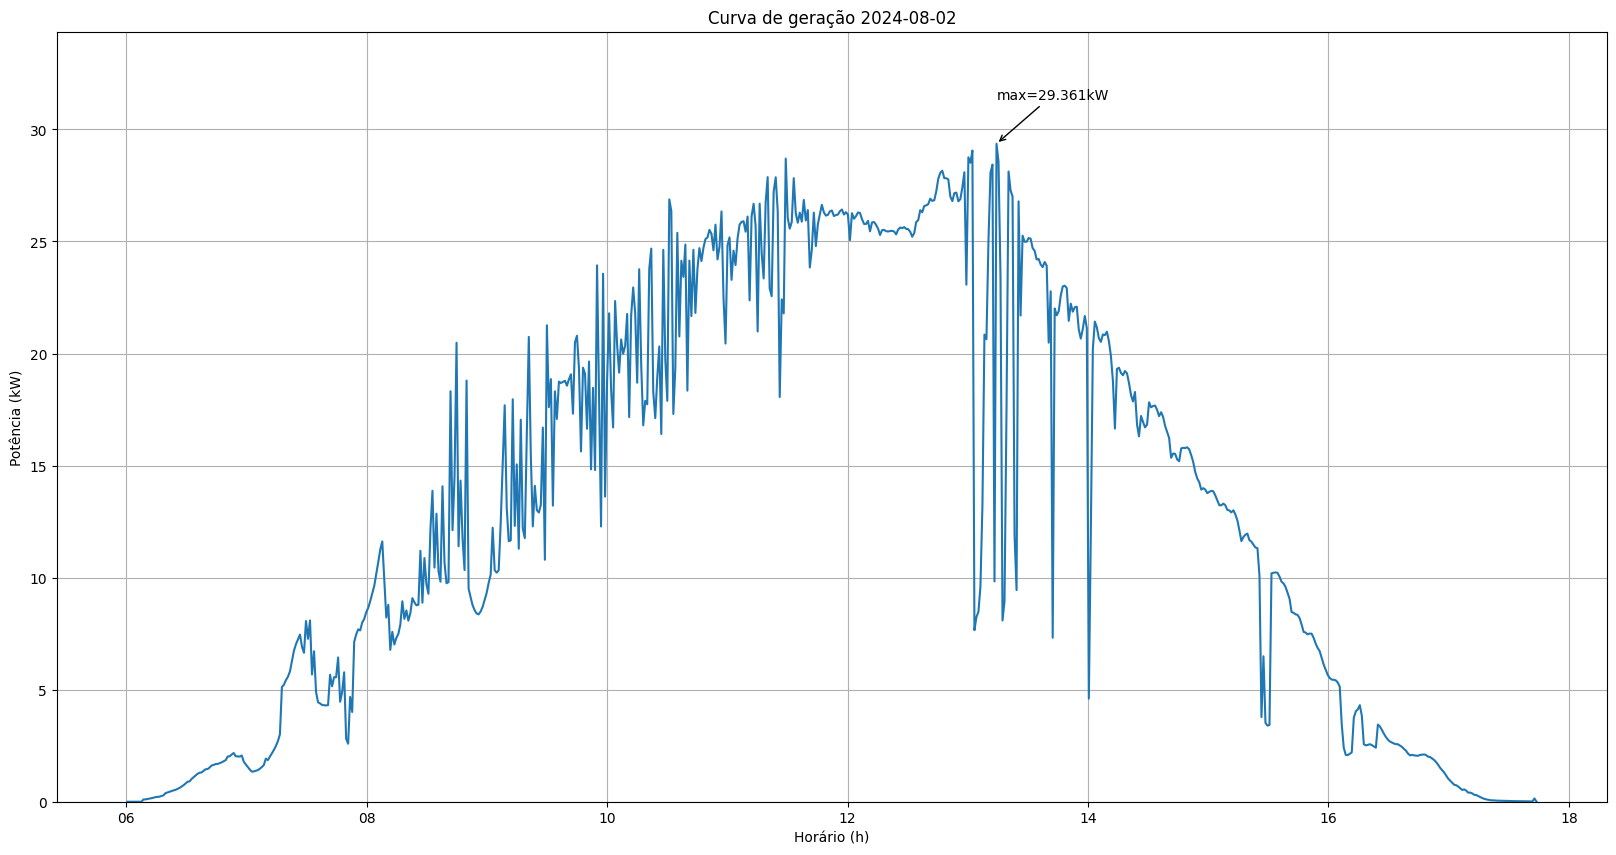 Curva de geração 2024-08-02
max=29.361kW
Potência (kW)
30
25
20
15
10
5
0
06 08 10 12 14 16 18
Horário (h)